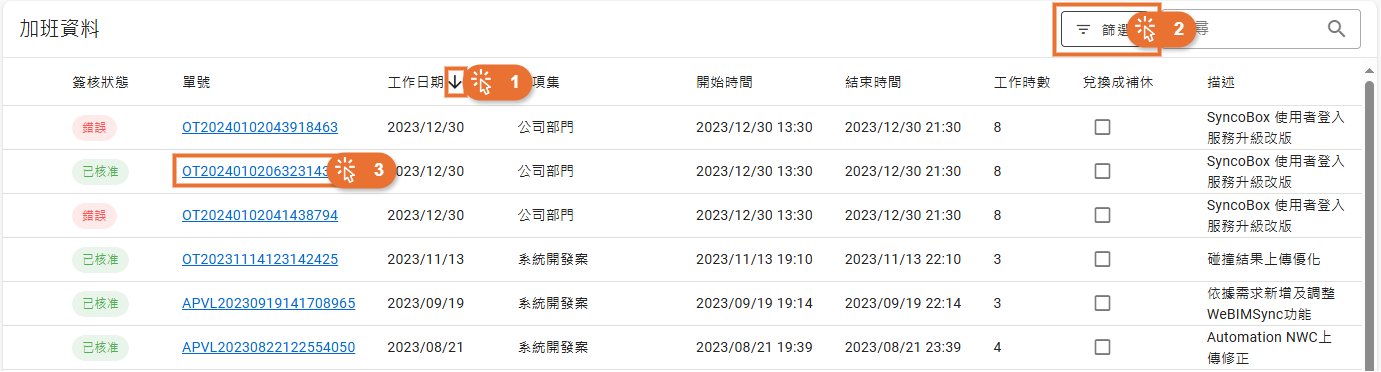 加班資料
篩選
2
尋
簽核狀態 單號 工作日期 1 項集 開始時間 結束時間 工作時數 兌換成補休 描述
錯誤 OT20240102043918463 2023/12/30 公司部門 2023/12/30 13:30 2023/12/30 21:30 8 SyncoBox 使用者登入
服務升級改版
已核准 OT2024010206323143 3 2023/12/30 公司部門 2023/12/30 13:30 2023/12/30 21:30 8 SyncoBox 使用者登入
服務升級改版
錯誤 OT20240102041438794 2023/12/30 公司部門 2023/12/30 13:30 2023/12/30 21:30 8 SyncoBox 使用者登入
服務升級改版
已核准 OT20231114123142425 2023/11/13 系統開發案 2023/11/13 19:10 2023/11/13 22:10 3 碰撞結果上傳優化
已核准 APVL20230919141708965 2023/09/19 系統開發案 2023/09/19 19:14 2023/09/19 22:14 3 依據需求新增及調整
WeBIMSync功能
已核准 APVL20230822122554050 2023/08/21 系統開發案 2023/08/21 19:39 2023/08/21 23:39 4 Automation NWC上
傳修正